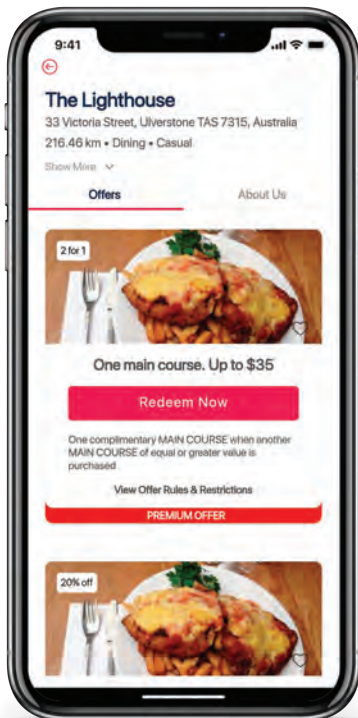 9:41
The Lighthouse
33 Victoria Street, Ulverstone TAS 7315, Australia
216.46 km • Dining • Casual
Show More
Offers
About Us
2 for 1
One main course. Up to $35
Redeem Now
One complimentary MAIN COURSE when another
MAIN COURSE of equal or greater value is
purchased
View Offer Rules & Restrictions
PREMIUM OFFER
20% off